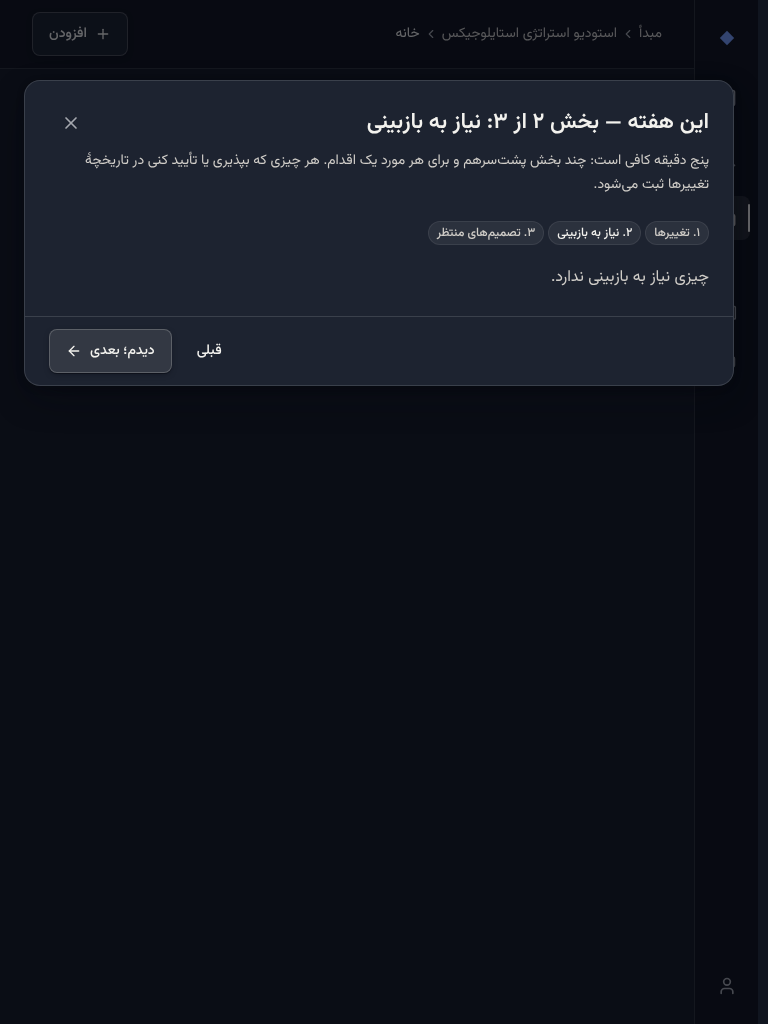 مبدأ › استودیو استراتژی استایلوجیکس › خانه
افزودن
این هفته — بخش ۲ از ۳: نیاز به بازبینی
پنج دقیقه کافی است: چند بخش پشت‌سرهم و برای هر مورد یک اقدام. هر چیزی که بپذیری یا تأیید کنی در تاریخچهٔ
تغییرها ثبت می‌شود.
۱. تغییرها ۲. نیاز به بازبینی ۳. تصمیم‌های منتظر
چیزی نیاز به بازبینی ندارد.
قبلی
دیدم؛ بعدی